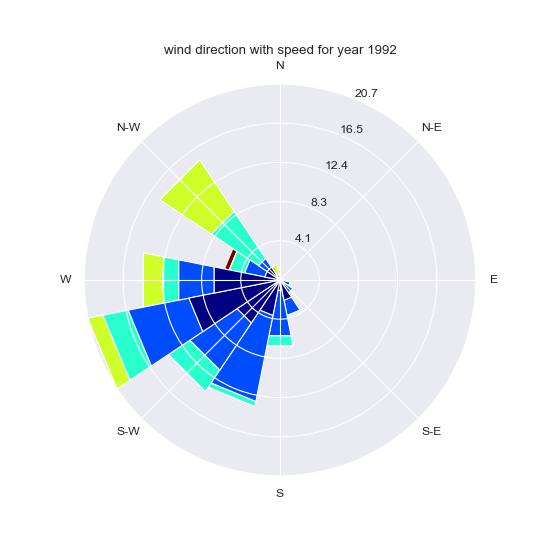 wind direction with speed for year 1992
N
N-W
N-E
20.7
16.5
12.4
8.3
4.1
W
E
S-W
S-E
S